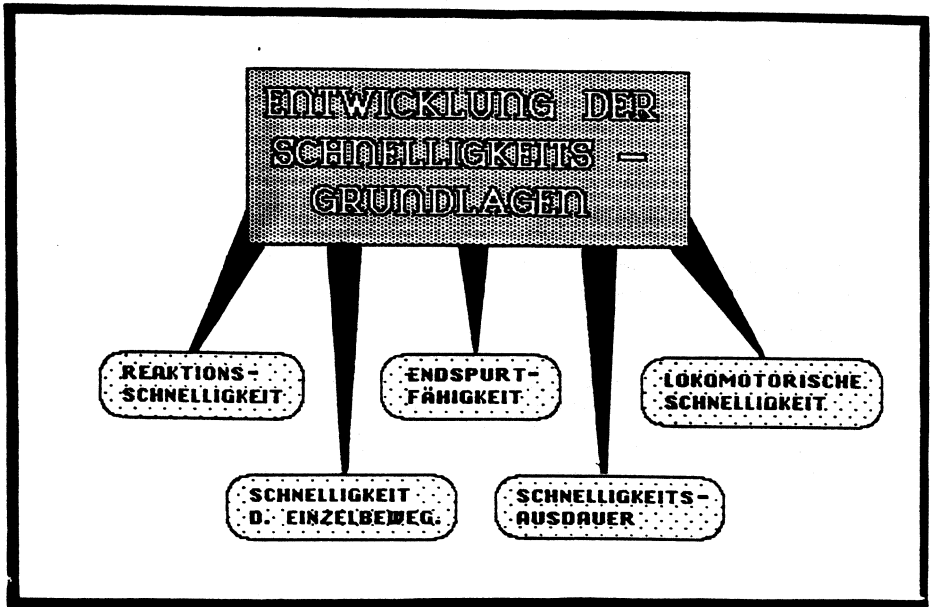 ENTWICKLUNG DER
SCHNELLIGKEITS –
GRUNDLAGEN
REAKTIONS-
SCHNELLIGKEIT
ENDSPURT-
FÄHIGKEIT
LOKOMOTORISCHE
SCHNELLIGKEIT
SCHNELLIGKEIT
D. EINZELBEWEG.
SCHNELLIGKEITS-
AUSDAUER